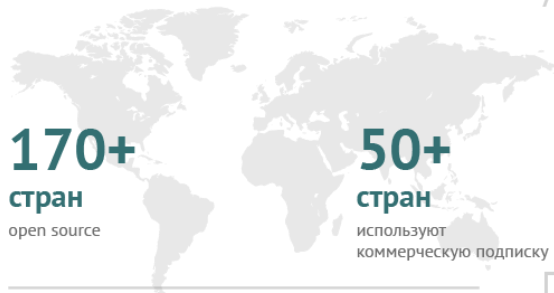 170+
стран
open source
50+
стран
используют
коммерческую подписку